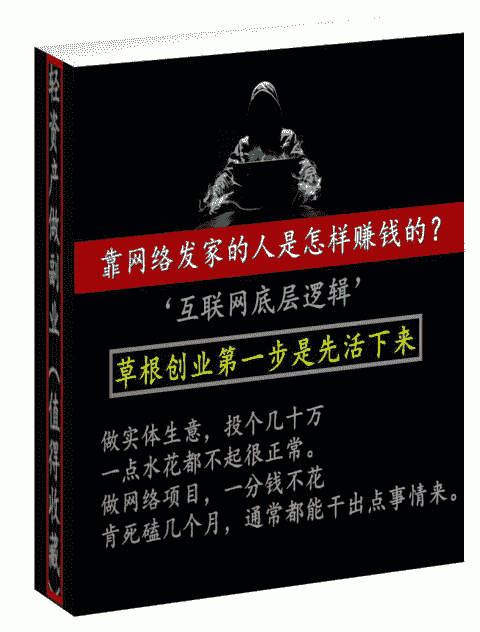 轻资产做副业（值得收藏）
靠网络发家的人是怎样赚钱的？
‘互联网底层逻辑’
草根创业第一步是先活下来
做实体生意，投个几十万
一点水花都不起很正常。
做网络项目，一分钱不花
肯死磕几个月，通常都能干出点事情来。